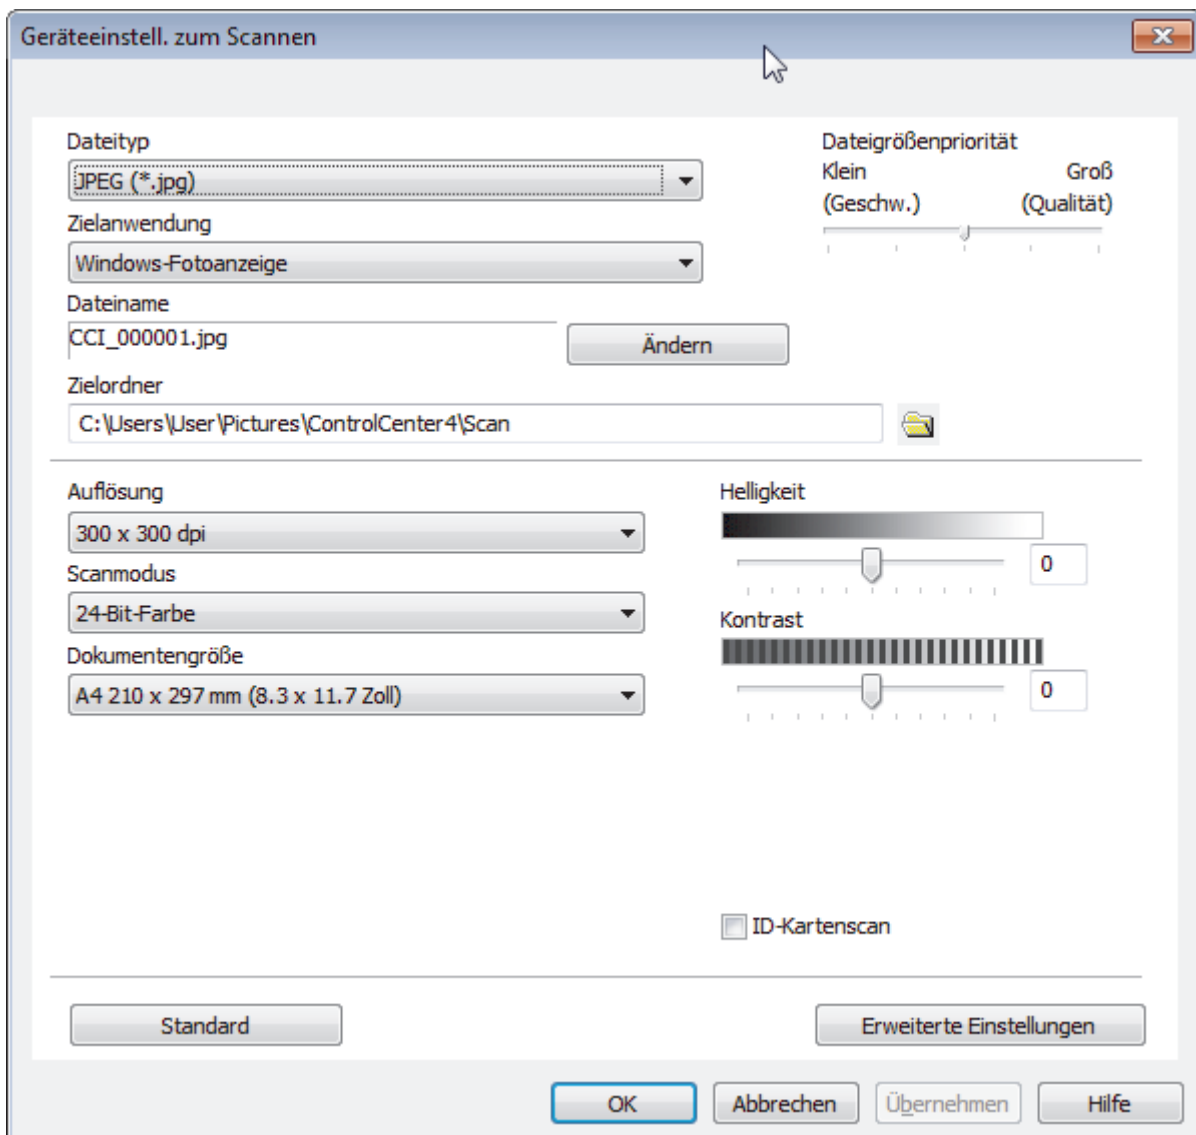 Geräteeinstell. zum Scannen
Dateityp
JPEG (*.jpg)
Zielanwendung
Windows-Fotoanzeige
Dateiname
CCI_000001.jpg
Ändern
Zielordner
C:\Users\User\Pictures\ControlCenter4\Scan
Dateigrößenpriorität
Klein Groß
(Geschw.) (Qualität)
Auflösung
300 x 300 dpi
Scanmodus
24-Bit-Farbe
Dokumentengröße
A4 210 x 297 mm (8.3 x 11.7 Zoll)
Helligkeit
0
Kontrast
0
ID-Kartenscan
Standard
Erweiterte Einstellungen
OK
Abbrechen
Übernehmen
Hilfe